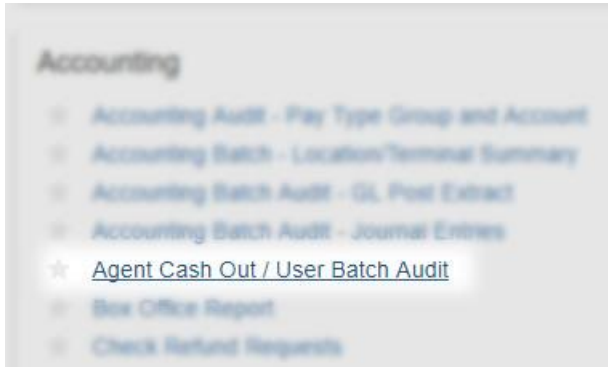 Accounting
Accounting Audit - Pay Type Group and Account
Accounting Batch - Location/Terminal Summary
Accounting Batch Audit - GL Post Extract
Accounting Batch Audit - Journal Entries
Agent Cash Out / User Batch Audit
Box Office Report
Check Refund Requests